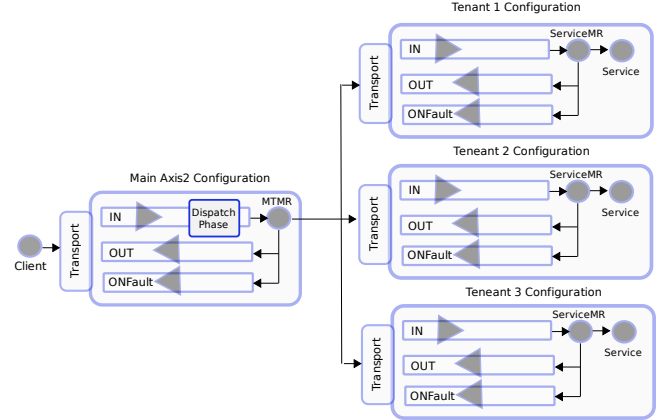 Tenant 1 Configuration
ServiceMR
IN
Service
Transport
OUT
ONFault
Teneant 2 Configuration
ServiceMR
IN
Service
Transport
OUT
ONFault
Main Axis2 Configuration
MTMR
IN
Dispatch
Phase
Client
Transport
OUT
ONFault
Teneant 3 Configuration
ServiceMR
IN
Service
Transport
OUT
ONFault